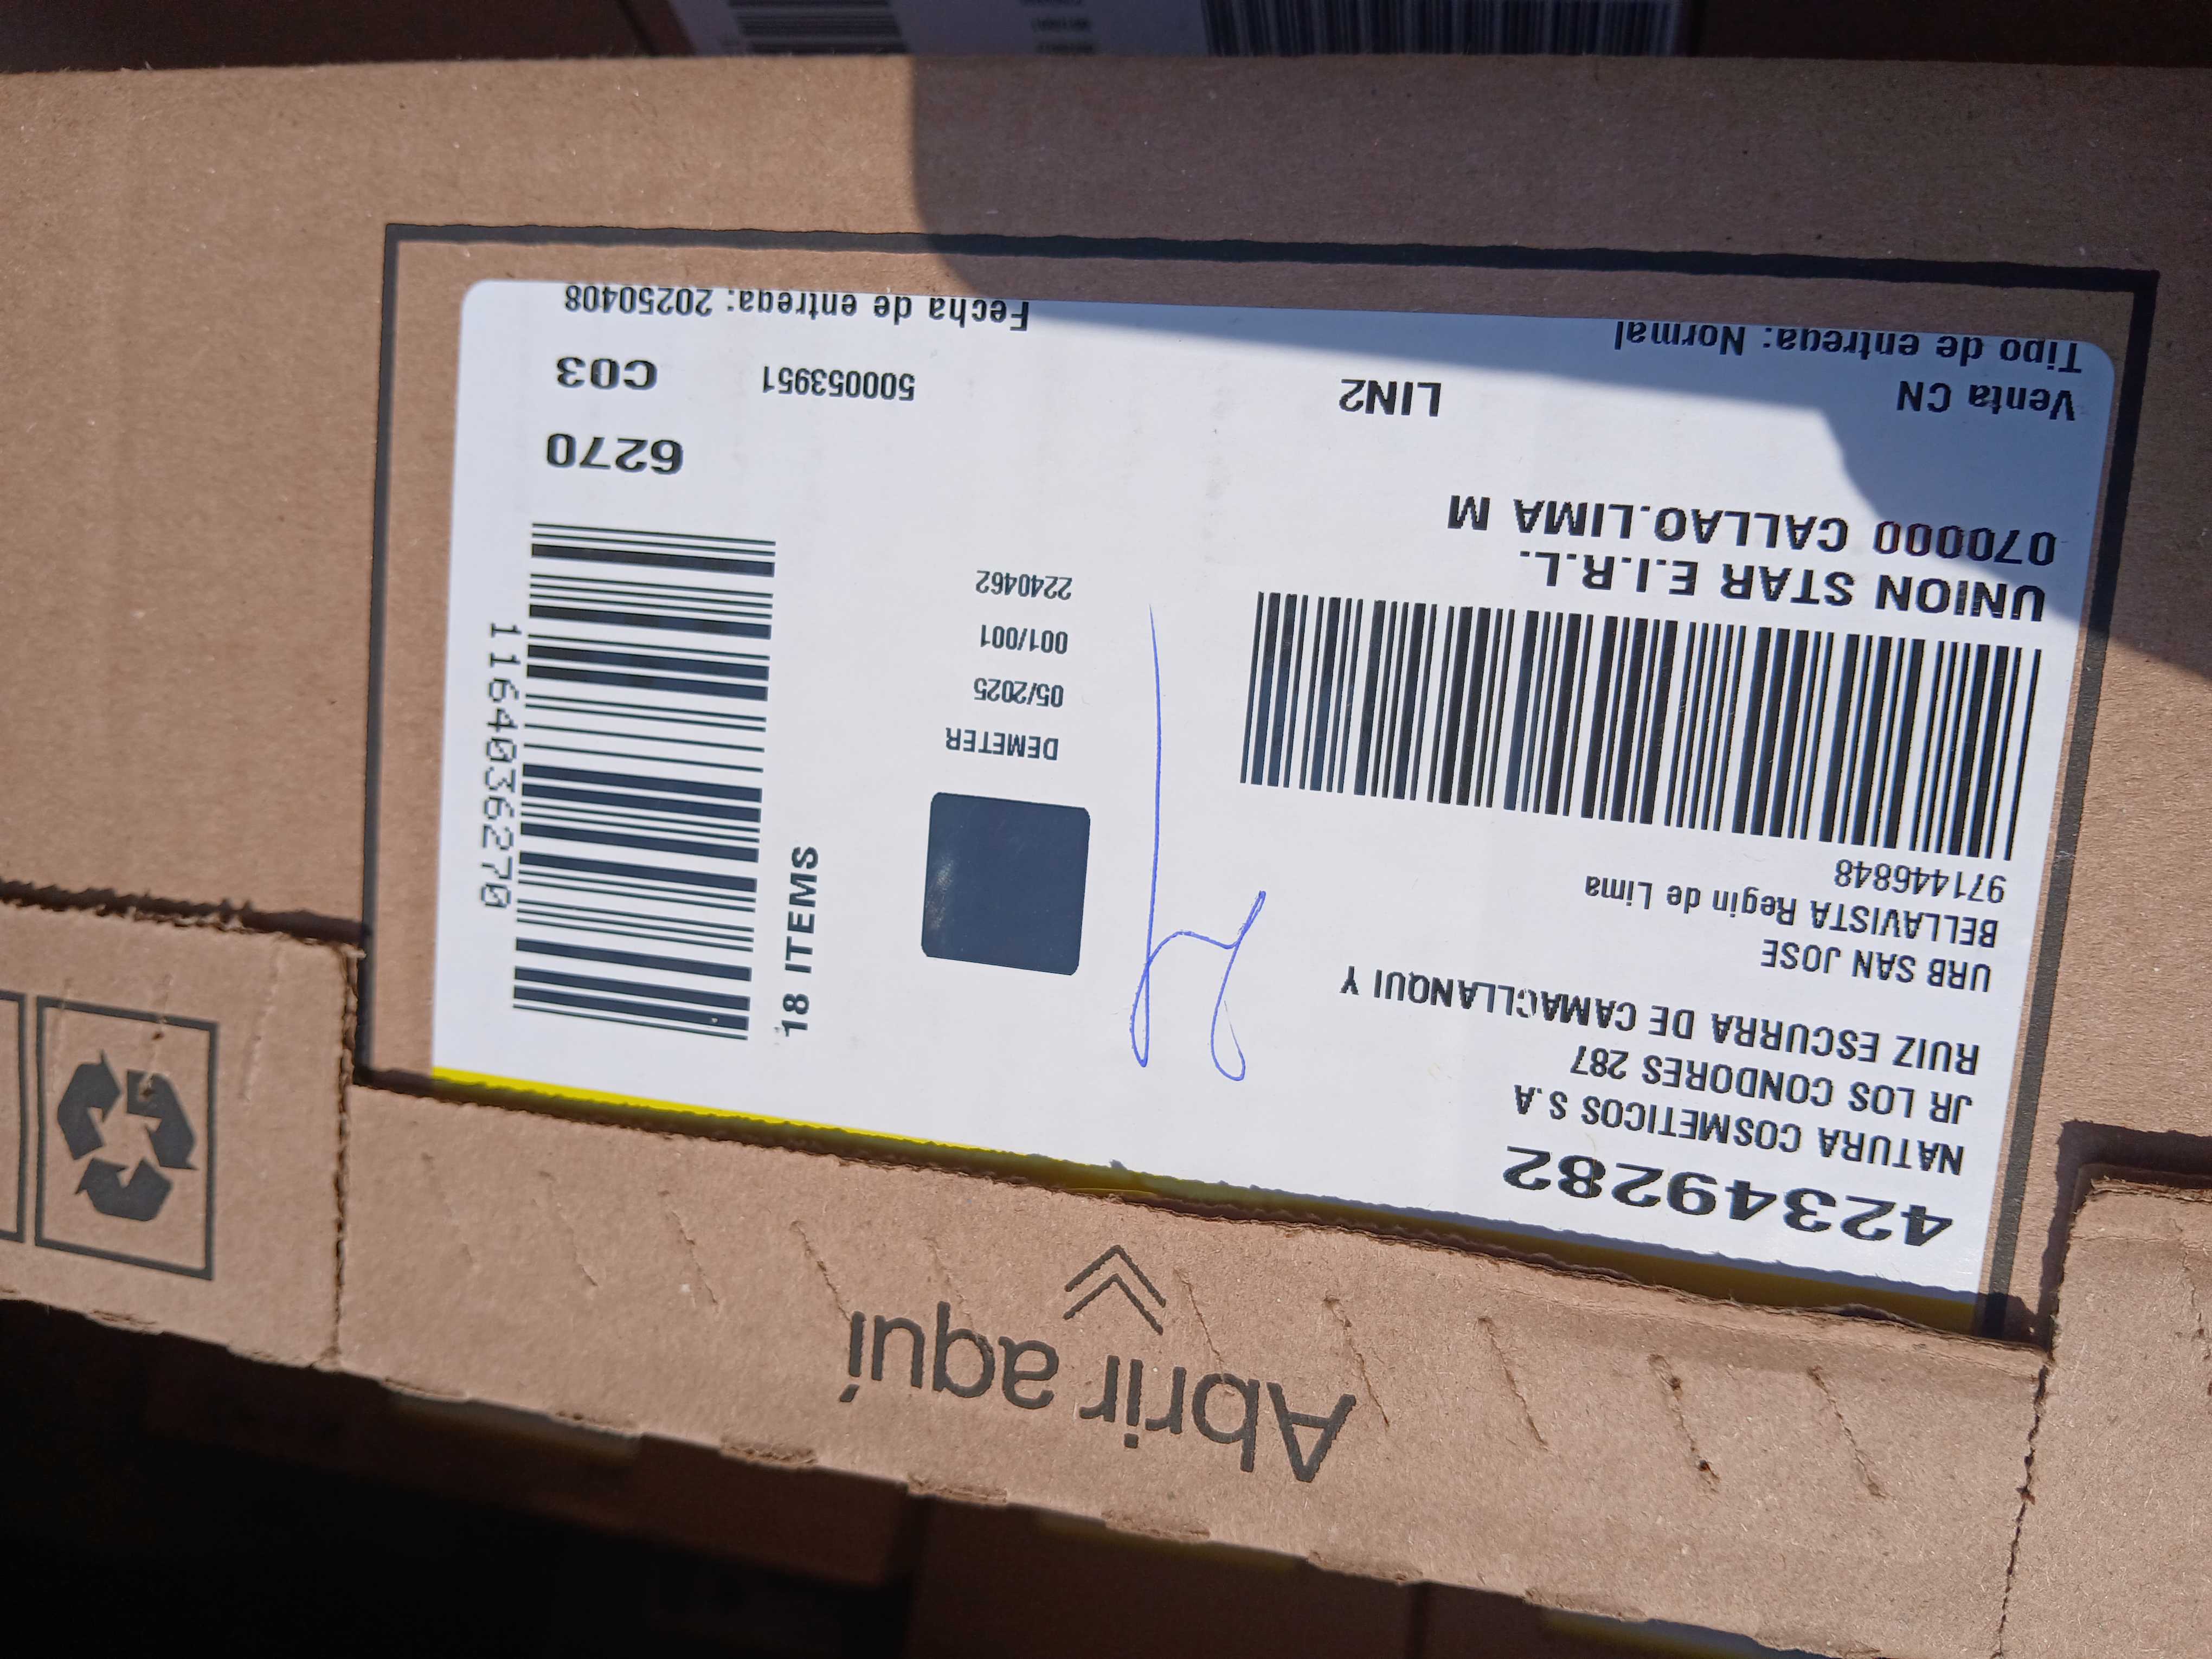 42349282
NATURA COSMETICOS S.A
JR LOS CONDORES 287
RUIZ ESCURRA DE CAMACLLANQUI Y
URB SAN JOSE
BELLAVISTA Regin de Lima
971446848
UNION STAR E.I.R.L.
070000 CALLAO.LIMA M
Venta CN
LIN2
Tipo de entrega: Normal
DEMETER
05/2025
001/001
2240462
18 ITEMS
1164036270
6270
500053951
C03
Fecha de entrega: 20250408
Abrir aquí